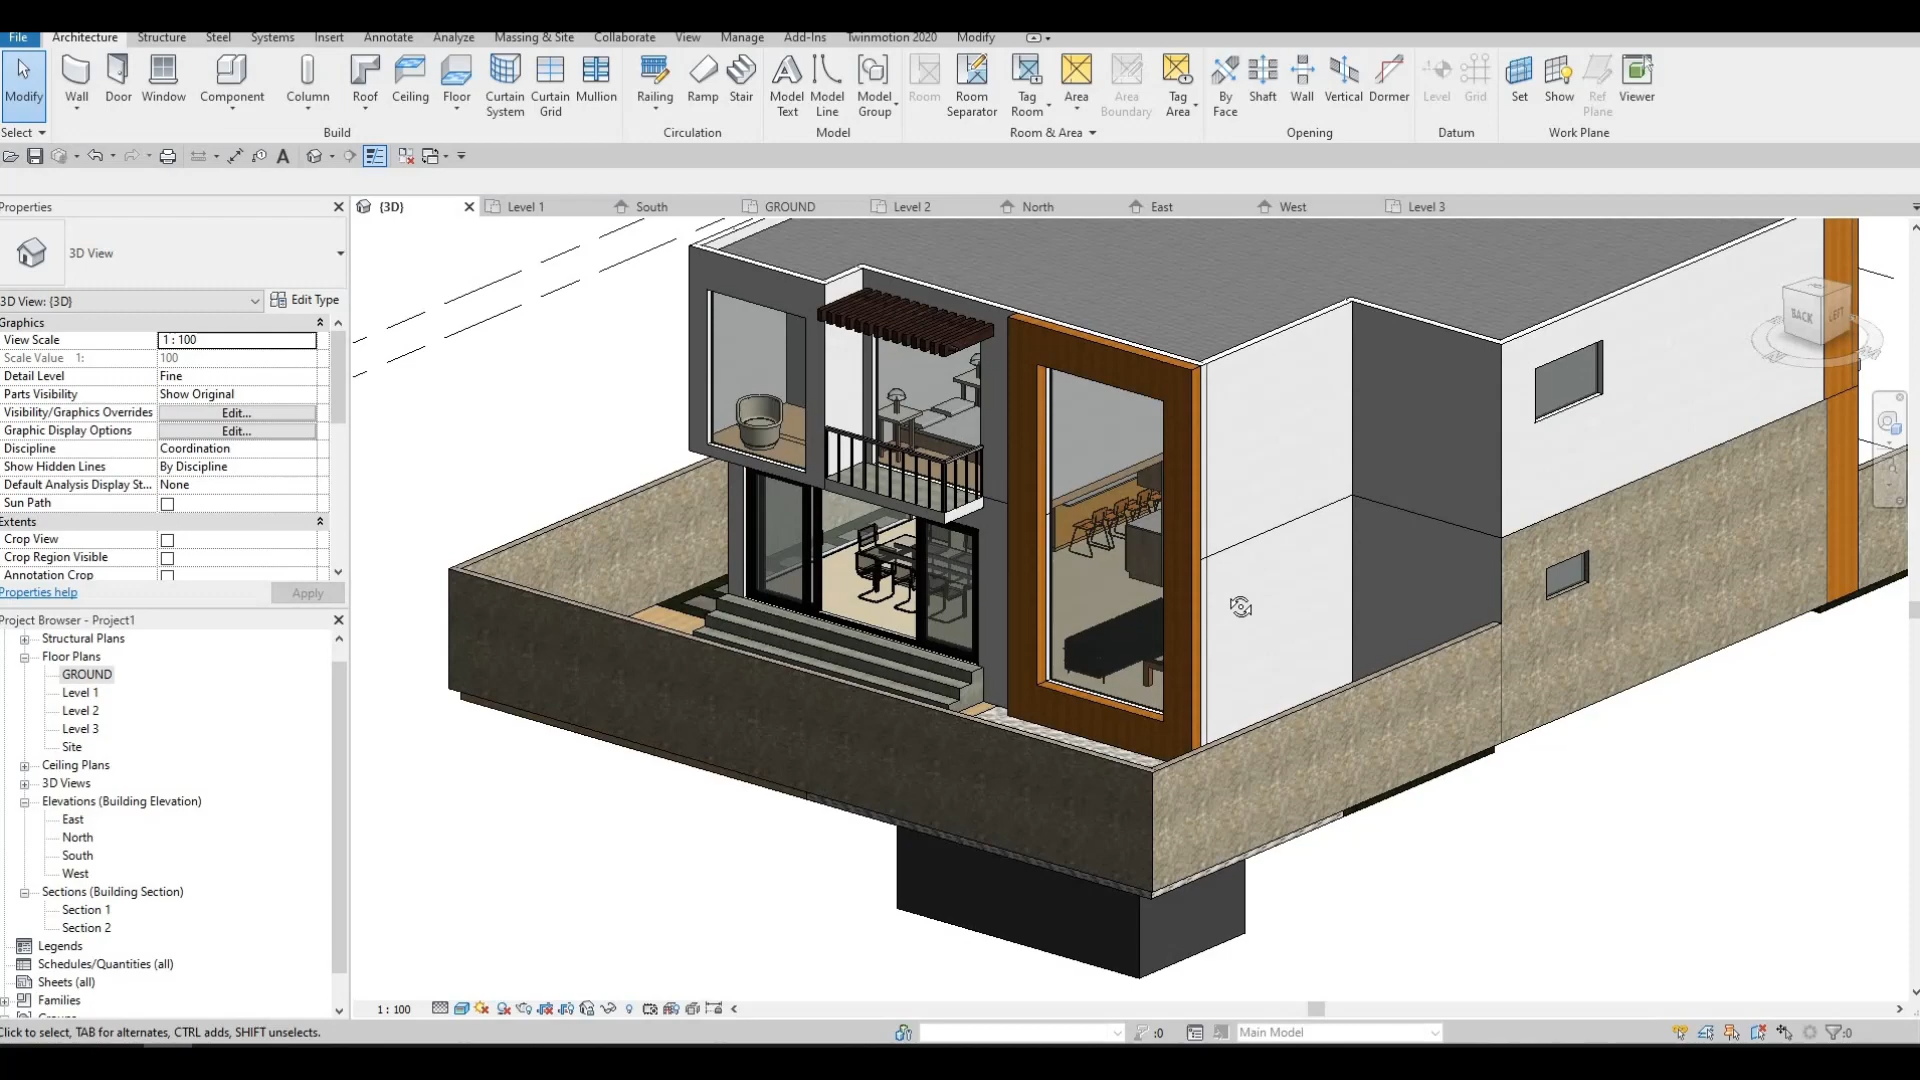 File Architecture Structure Steel Systems Insert Annotate Analyze Massing & Site Collaborate View Manage Add-Ins Twinmotion 2020 Modify
Modify Wall Door Window Component Column Roof Ceiling Floor Curtain System Curtain Grid Mullion Railing Ramp Stair Model Text Model Line Model Group Room Room Separator Tag Room Area Area Boundary Tag Area By Face Shaft Wall Vertical Dormer Level Grid Set Show Ref Plane Viewer
Select Build Circulation Model Room & Area Opening Datum Work Plane
Properties
{3D} Level 1 South GROUND Level 2 North East West Level 3
3D View
3D View: {3D} Edit Type
Graphics
View Scale 1 : 100
Scale Value 1: 100
Detail Level Fine
Parts Visibility Show Original
Visibility/Graphics Overrides Edit...
Graphic Display Options Edit...
Discipline Coordination
Show Hidden Lines By Discipline
Default Analysis Display St... None
Sun Path
Extents
Crop View
Crop Region Visible
Annotation Crop
Properties help Apply
BACK LEFT
Project Browser - Project1
Structural Plans
Floor Plans
GROUND
Level 1
Level 2
Level 3
Site
Ceiling Plans
3D Views
Elevations (Building Elevation)
East
North
South
West
Sections (Building Section)
Section 1
Section 2
Legends
Schedules/Quantities (all)
Sheets (all)
Families
1 : 100
Click to select, TAB for alternates, CTRL adds, SHIFT unselects. :0 Main Model :0